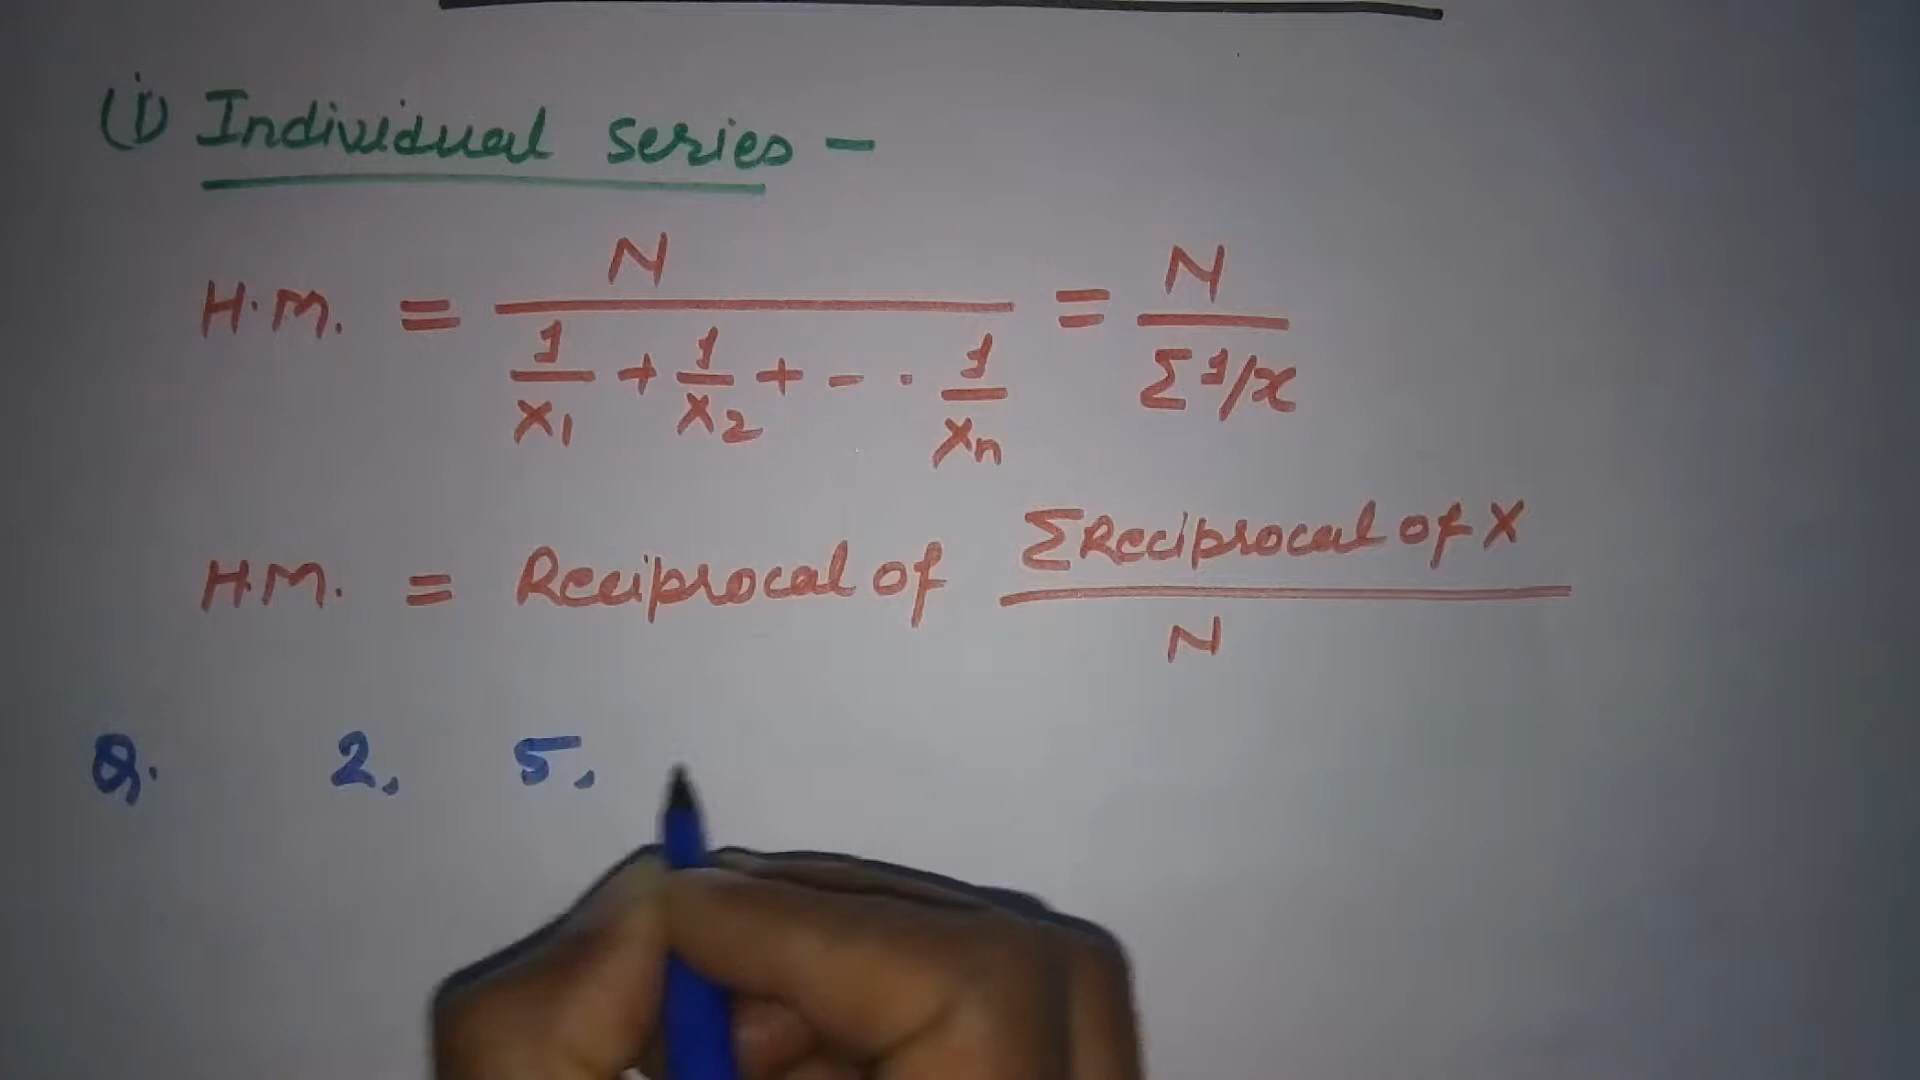 (i) Individual series -
H.M. = N / (1/X₁ + 1/X₂ + - - . 1/Xn) = N / Σ1/x
H.M. = Reciprocal of ΣReciprocal of X / N
Q. 2, 5,